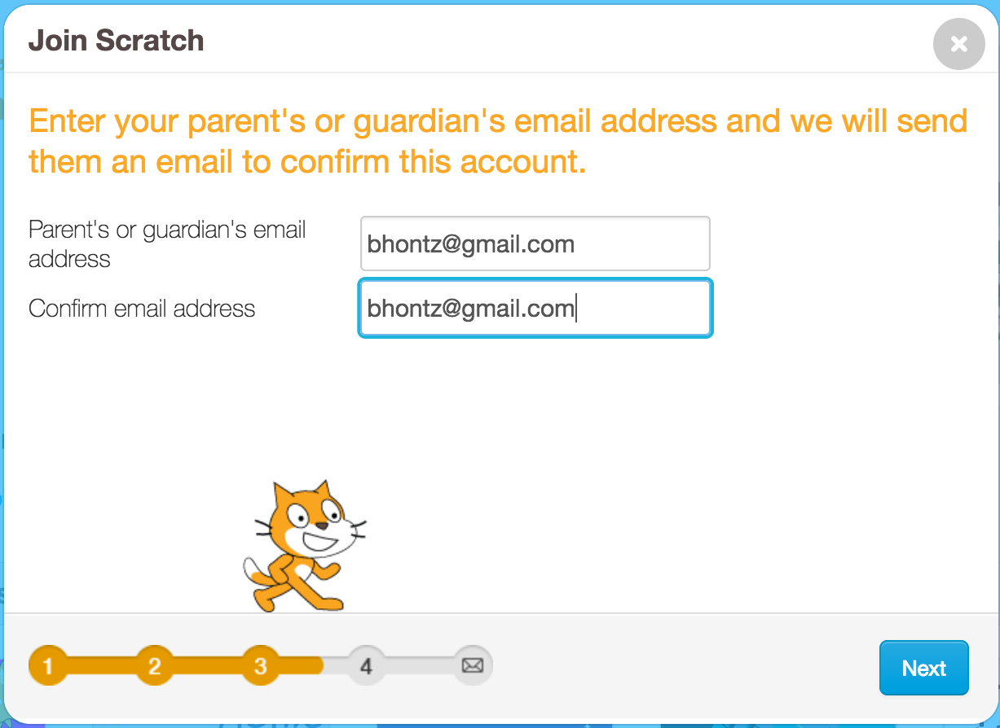 Join Scratch
Enter your parent's or guardian's email address and we will send
them an email to confirm this account.
Parent's or guardian's email
address
bhontz@gmail.com
Confirm email address
bhontz@gmail.com
1 2 3 4
Next